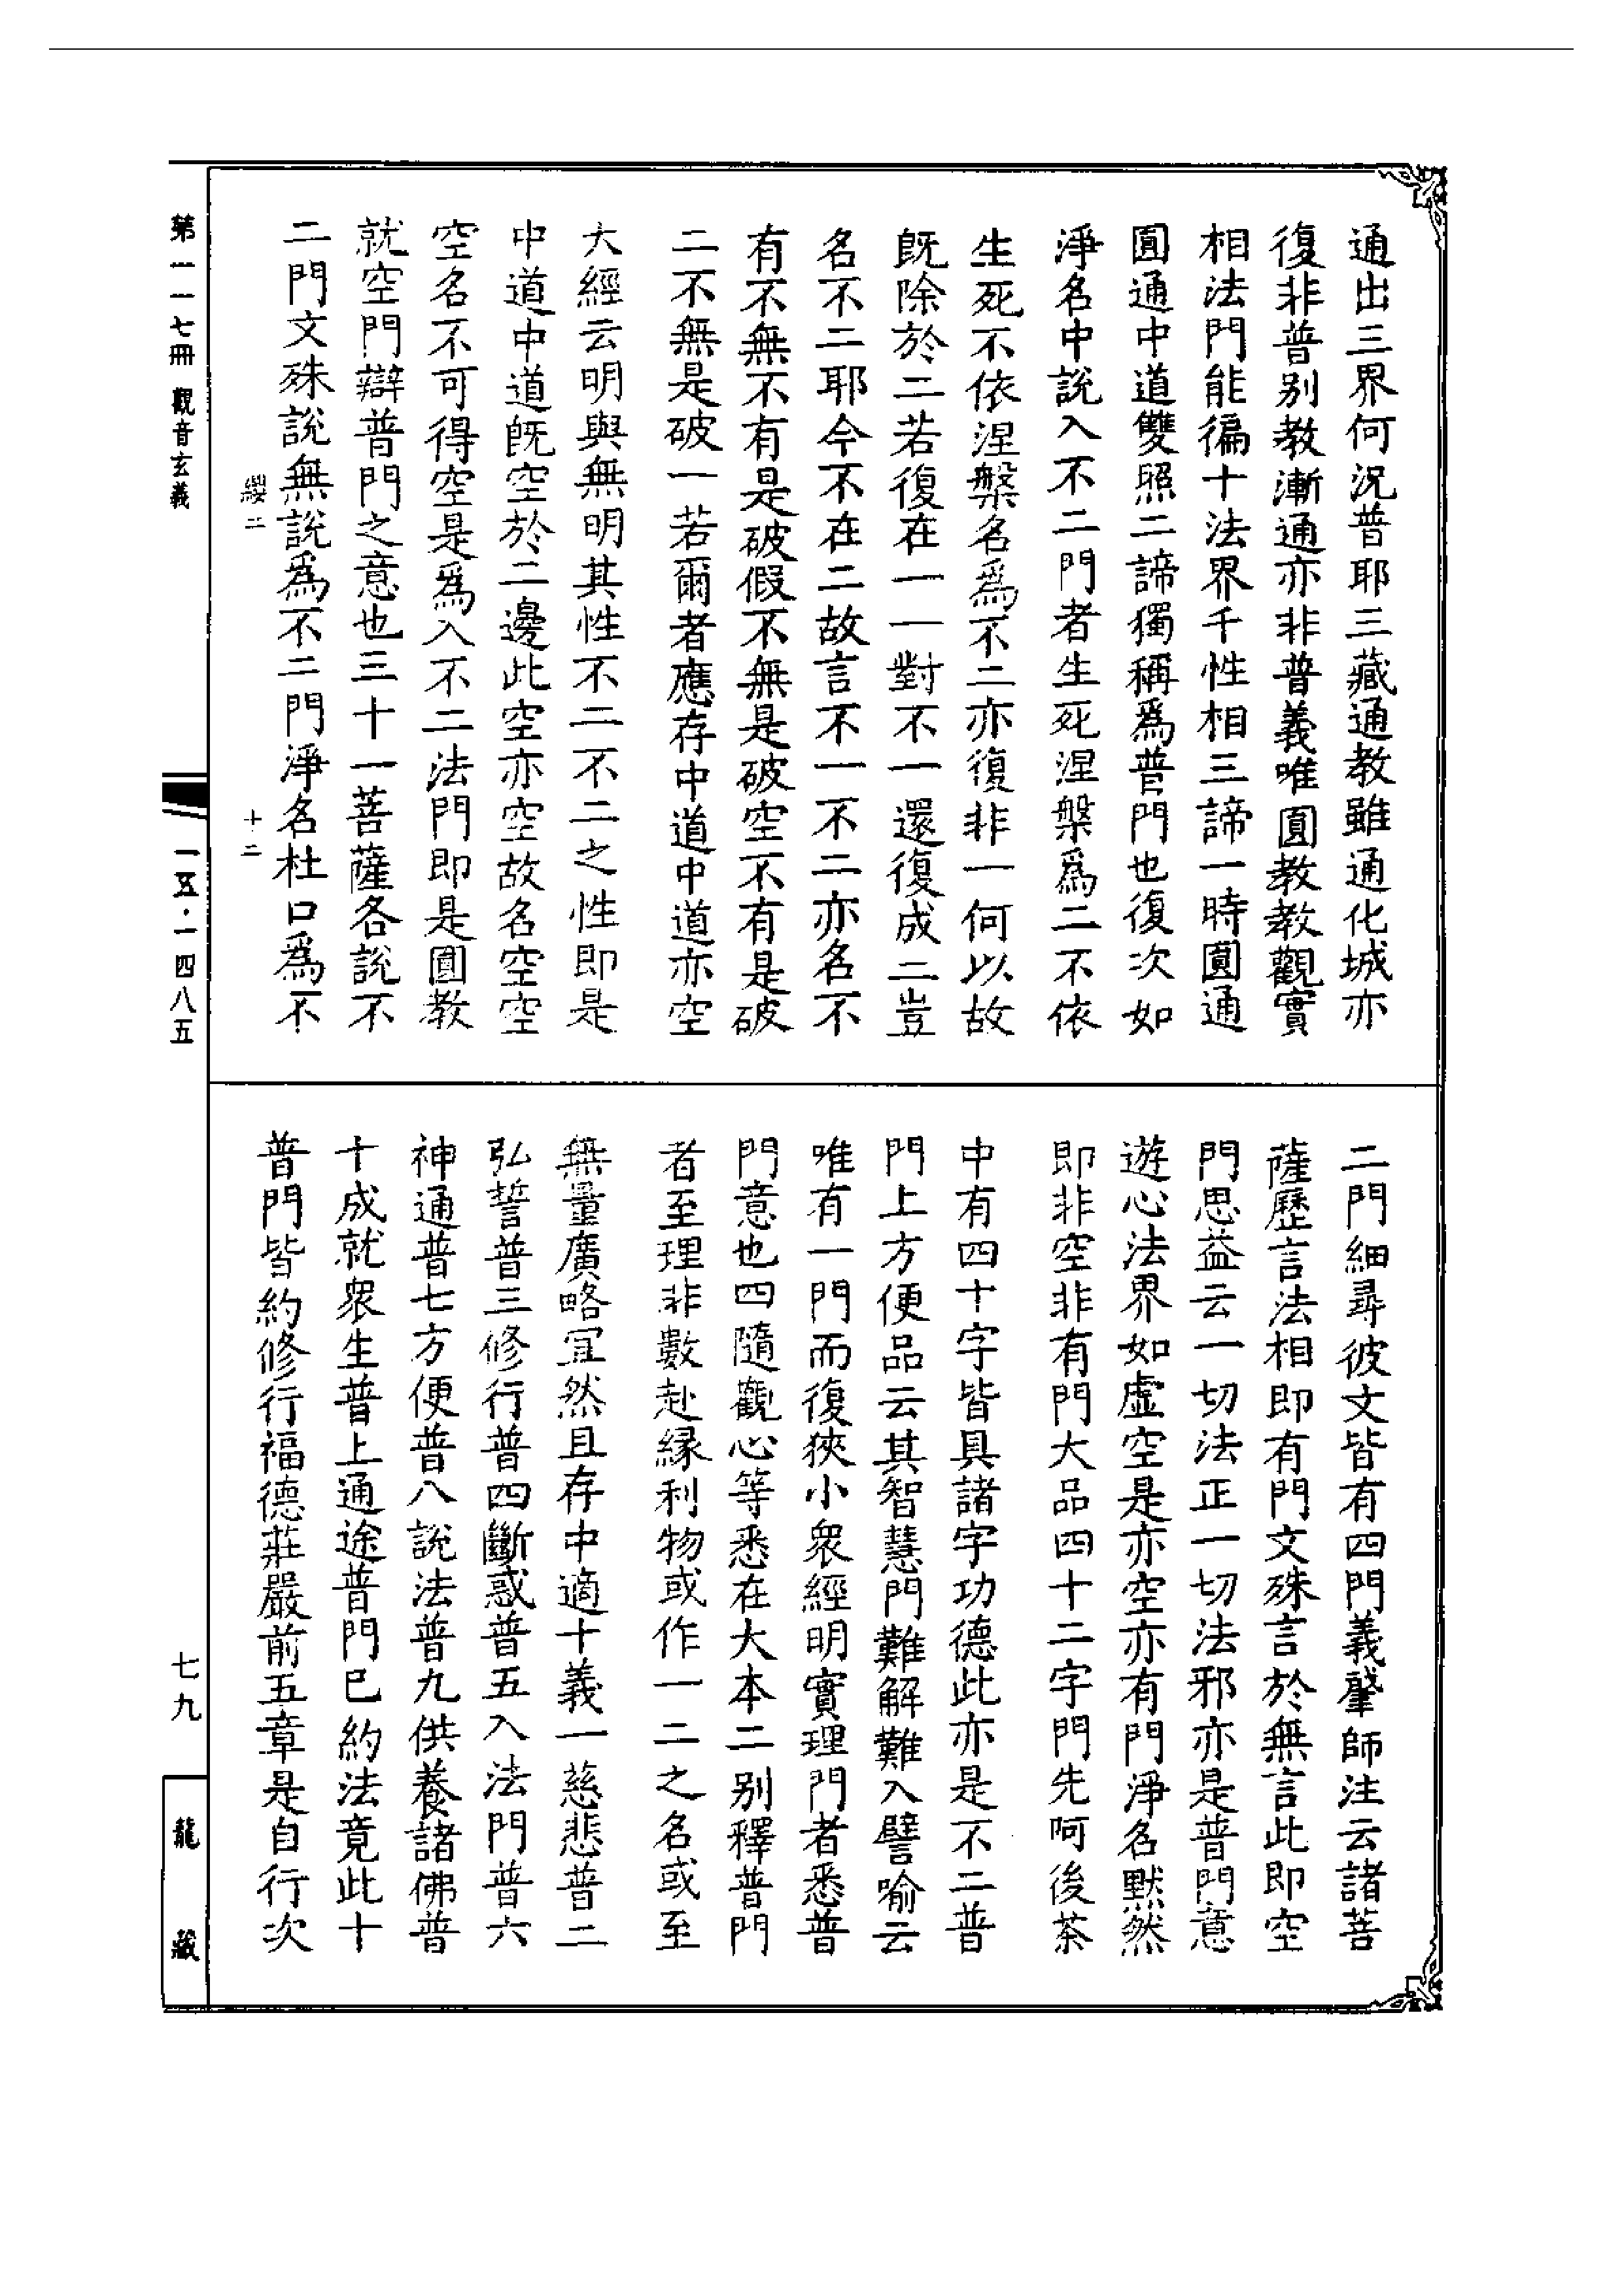 通出三界何況普耶三藏通教雖通化城亦
復非普別教漸通亦非普義唯圓教教觀實
相法門能徧十法界千性相三諦一時圓通
圓通中道雙照二諦獨稱爲普門也復次如
淨名中說入不二門者生死涅槃爲二不依
生死不依涅槃名爲不二亦復非一何以故
旣除於二若復在一一對不一還復成二豈
名不二耶今不在二故言不一不二亦名不
有不無不有是破假不無是破空不有是破
二不無是破一若爾者應存中道中道亦空
大經云明與無明其性不二不二之性即是
中道中道旣空於二邊此空亦空故名空空
空名不可得空是爲入不二法門即是圓教
就空門辯普門之意也三十一菩薩各說不
二門文殊說無說爲不二門淨名杜口爲不
二門細尋彼文皆有四門義肇師注云諸菩
薩歷言法相即有門文殊言於無言此即空
門思益云一切法正一切法邪亦是普門意
遊心法界如虛空是亦空亦有門淨名默然
即非空非有門大品四十二字門先阿後茶
中有四十字皆具諸字功德此亦是不二普
門上方便品云其智慧門難解難入譬喻云
唯有一門而復狹小衆經明實理門者悉普
門意也四隨觀心等悉在大本二別釋普門
者至理非數赴縁利物或作一二之名或至
無量廣略宜然且存中適十義一慈悲普二
弘誓普三修行普四斷惑普五入法門普六
神通普七方便普八說法普九供養諸佛普
十成就衆生普上通途普門已約法竟此十
普門皆約修行福德莊嚴前五章是自行次
纓二
十二
第一一七冊 觀音玄義
一五·一四八五
七九
龍藏